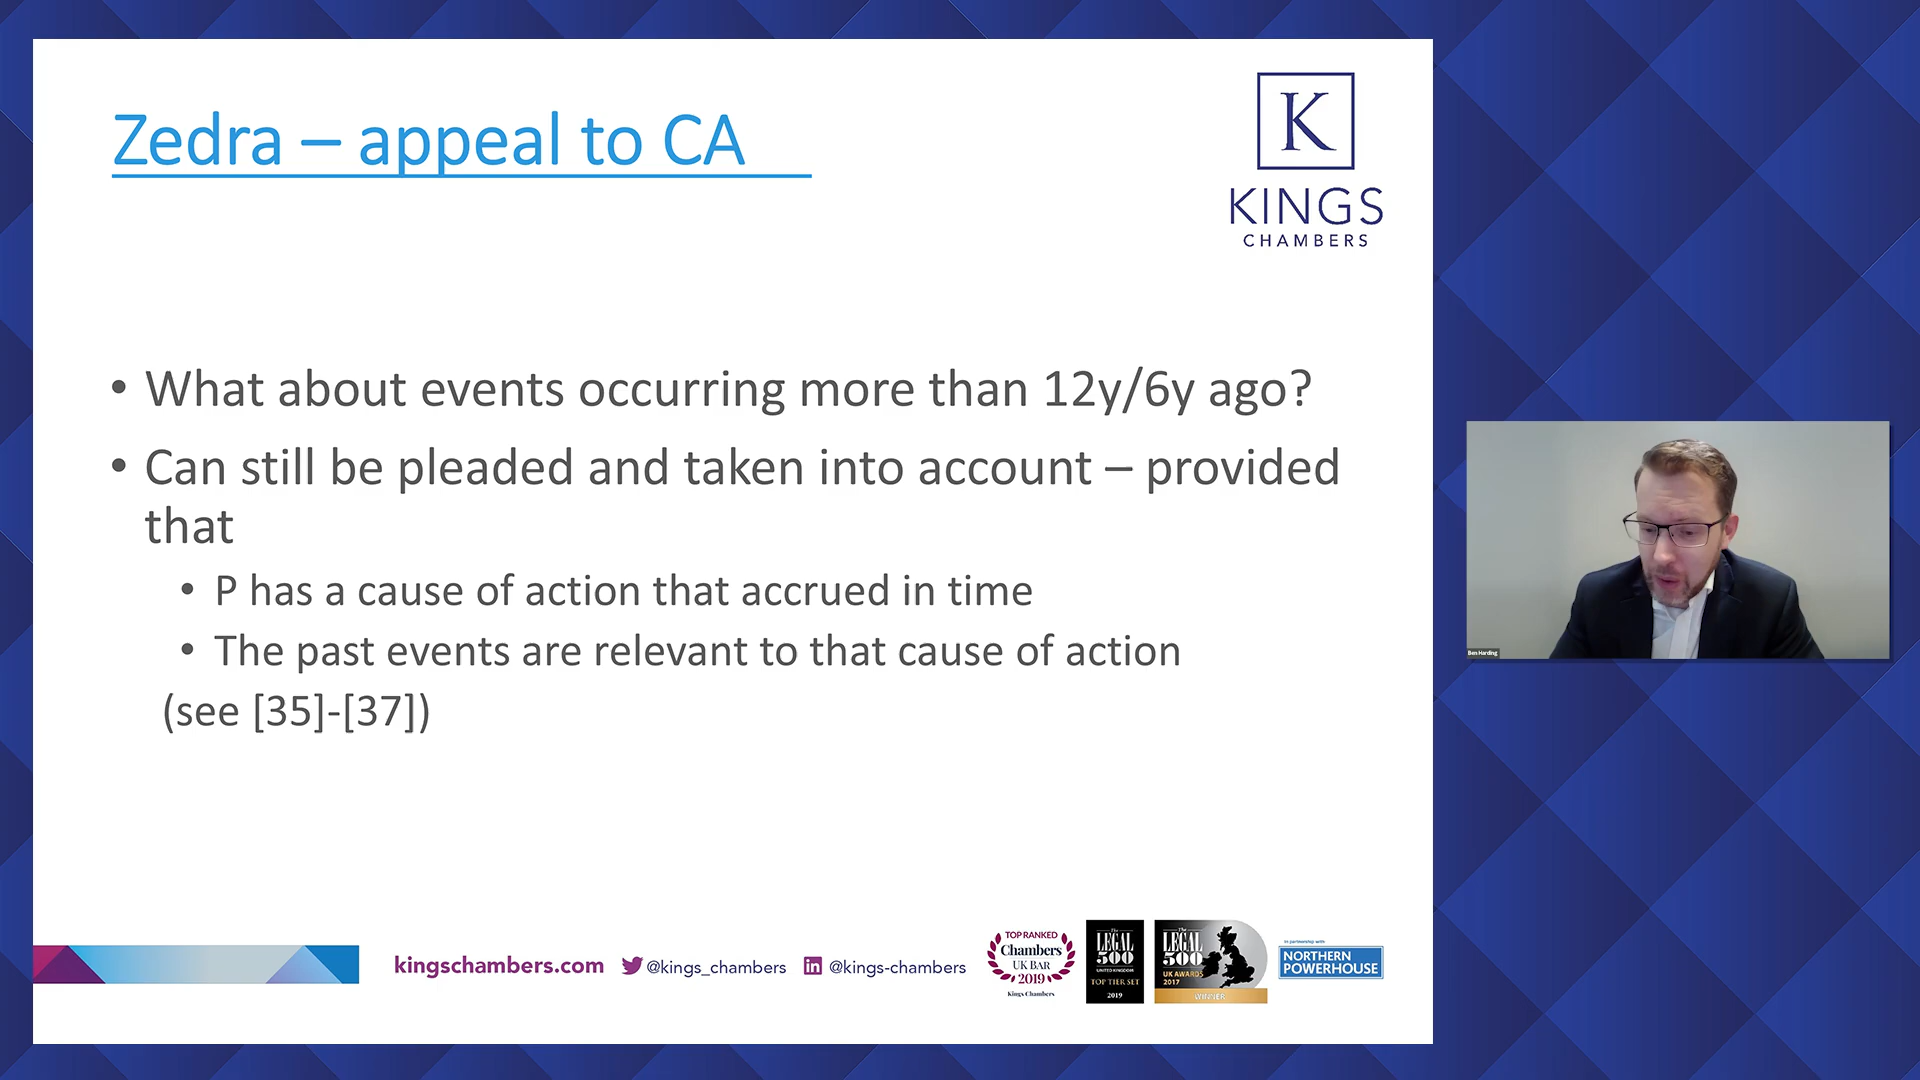 Zedra – appeal to CA
K
KINGS
CHAMBERS
• What about events occurring more than 12y/6y ago?
• Can still be pleaded and taken into account – provided
that
• P has a cause of action that accrued in time
• The past events are relevant to that cause of action
(see [35]-[37])
Ben Harding
kingschambers.com
@kings_chambers
@kings-chambers
TOP RANKED
Chambers
UK BAR
2019
Kings Chambers
The
LEGAL
500
UNITED KINGDOM
TOP TIER SET
2019
The
LEGAL
500
UK AWARDS
2017
WINNER
in partnership with
NORTHERN
POWERHOUSE